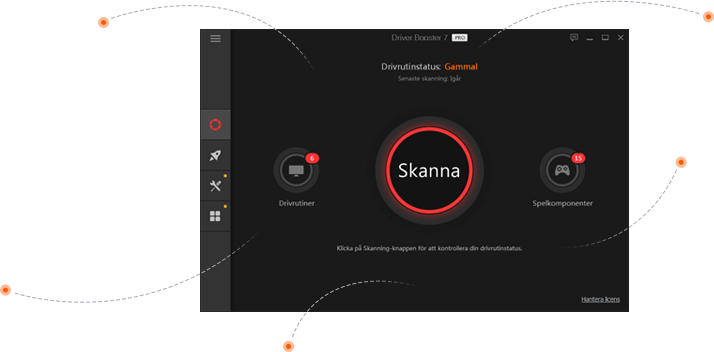 Driver Booster 7 PRO
Drivrutinstatus: Gammal
Senaste skanning: Igår
6
15
Skanna
Drivrutiner
Spelkomponenter
Klicka på Skanning-knappen för att kontrollera din drivrutinstatus.
Hantera licens